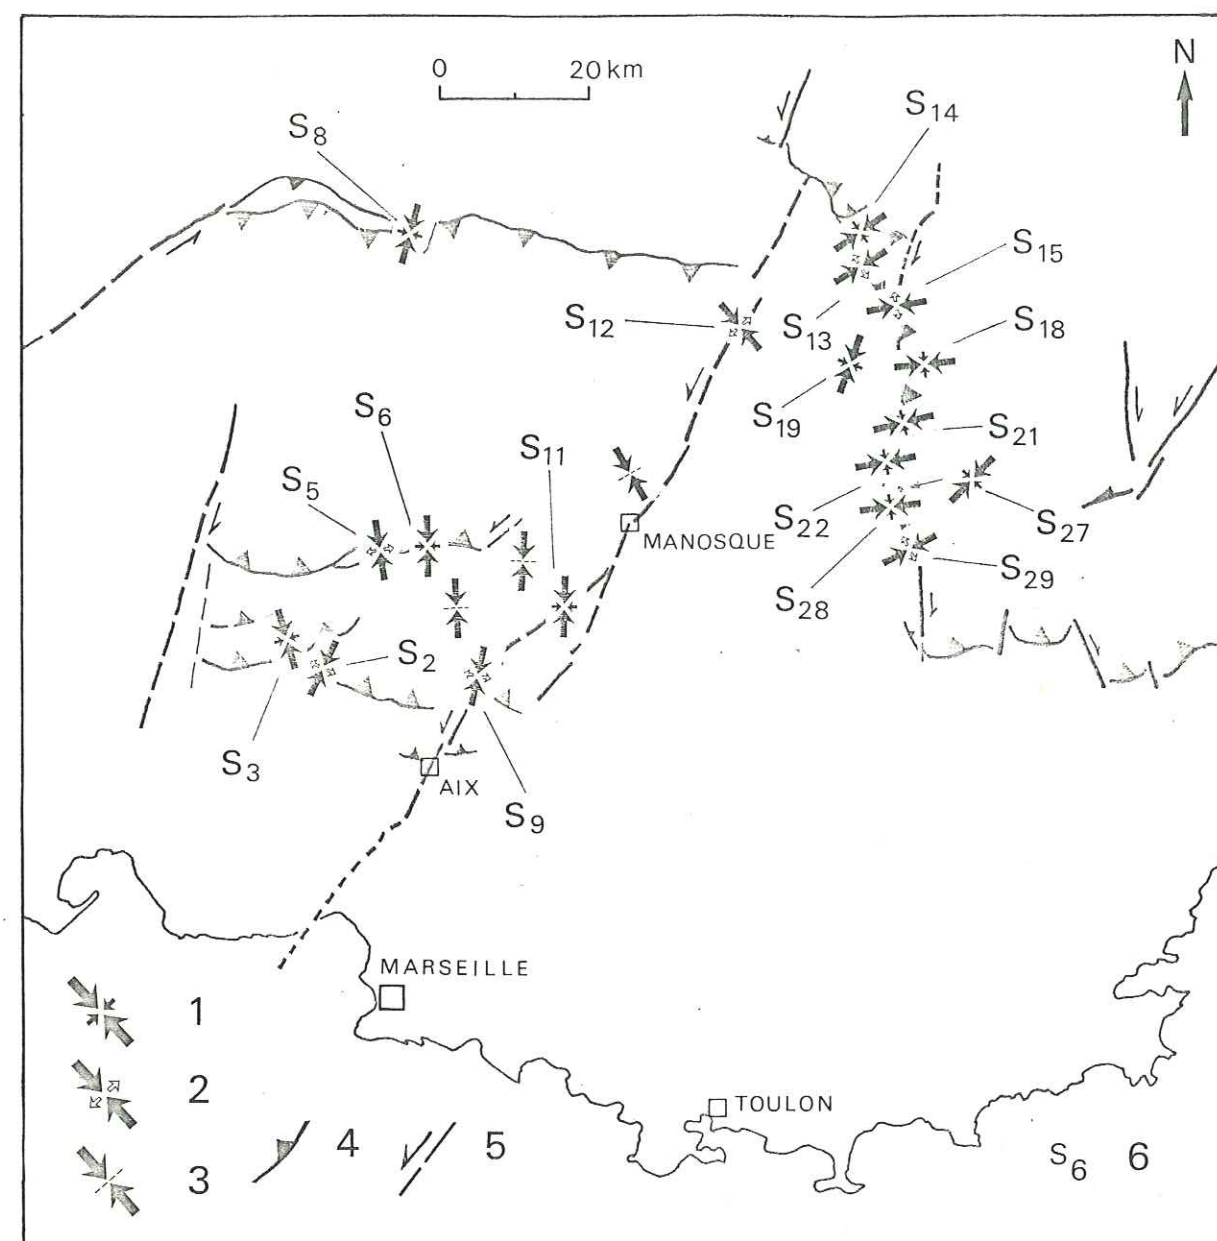 N
0 20 km
S14
S8
S15
S12
S13
S18
S6
S19
S11
S21
S5
S22
S27
MANOSQUE
S29
S28
S2
S3
AIX
S9
MARSEILLE
1
2
TOULON
4
5
S6 6
3